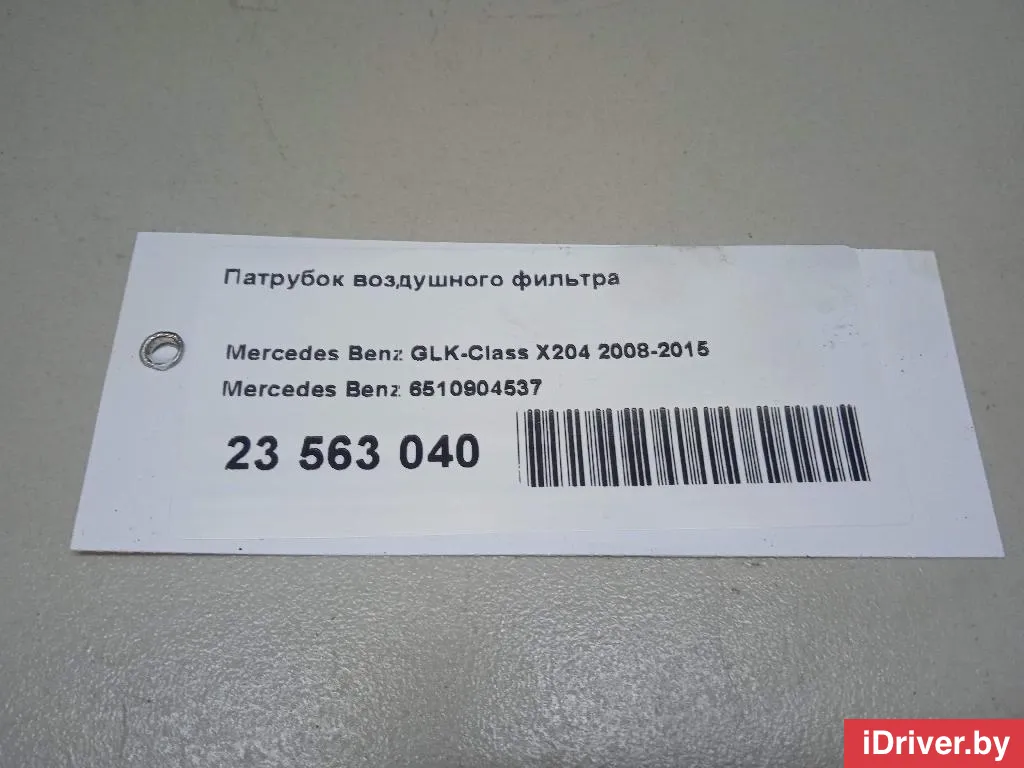 Патрубок воздушного фильтра
Mercedes Benz GLK-Class X204 2008-2015
Mercedes Benz 6510904537
23 563 040
iDriver.by